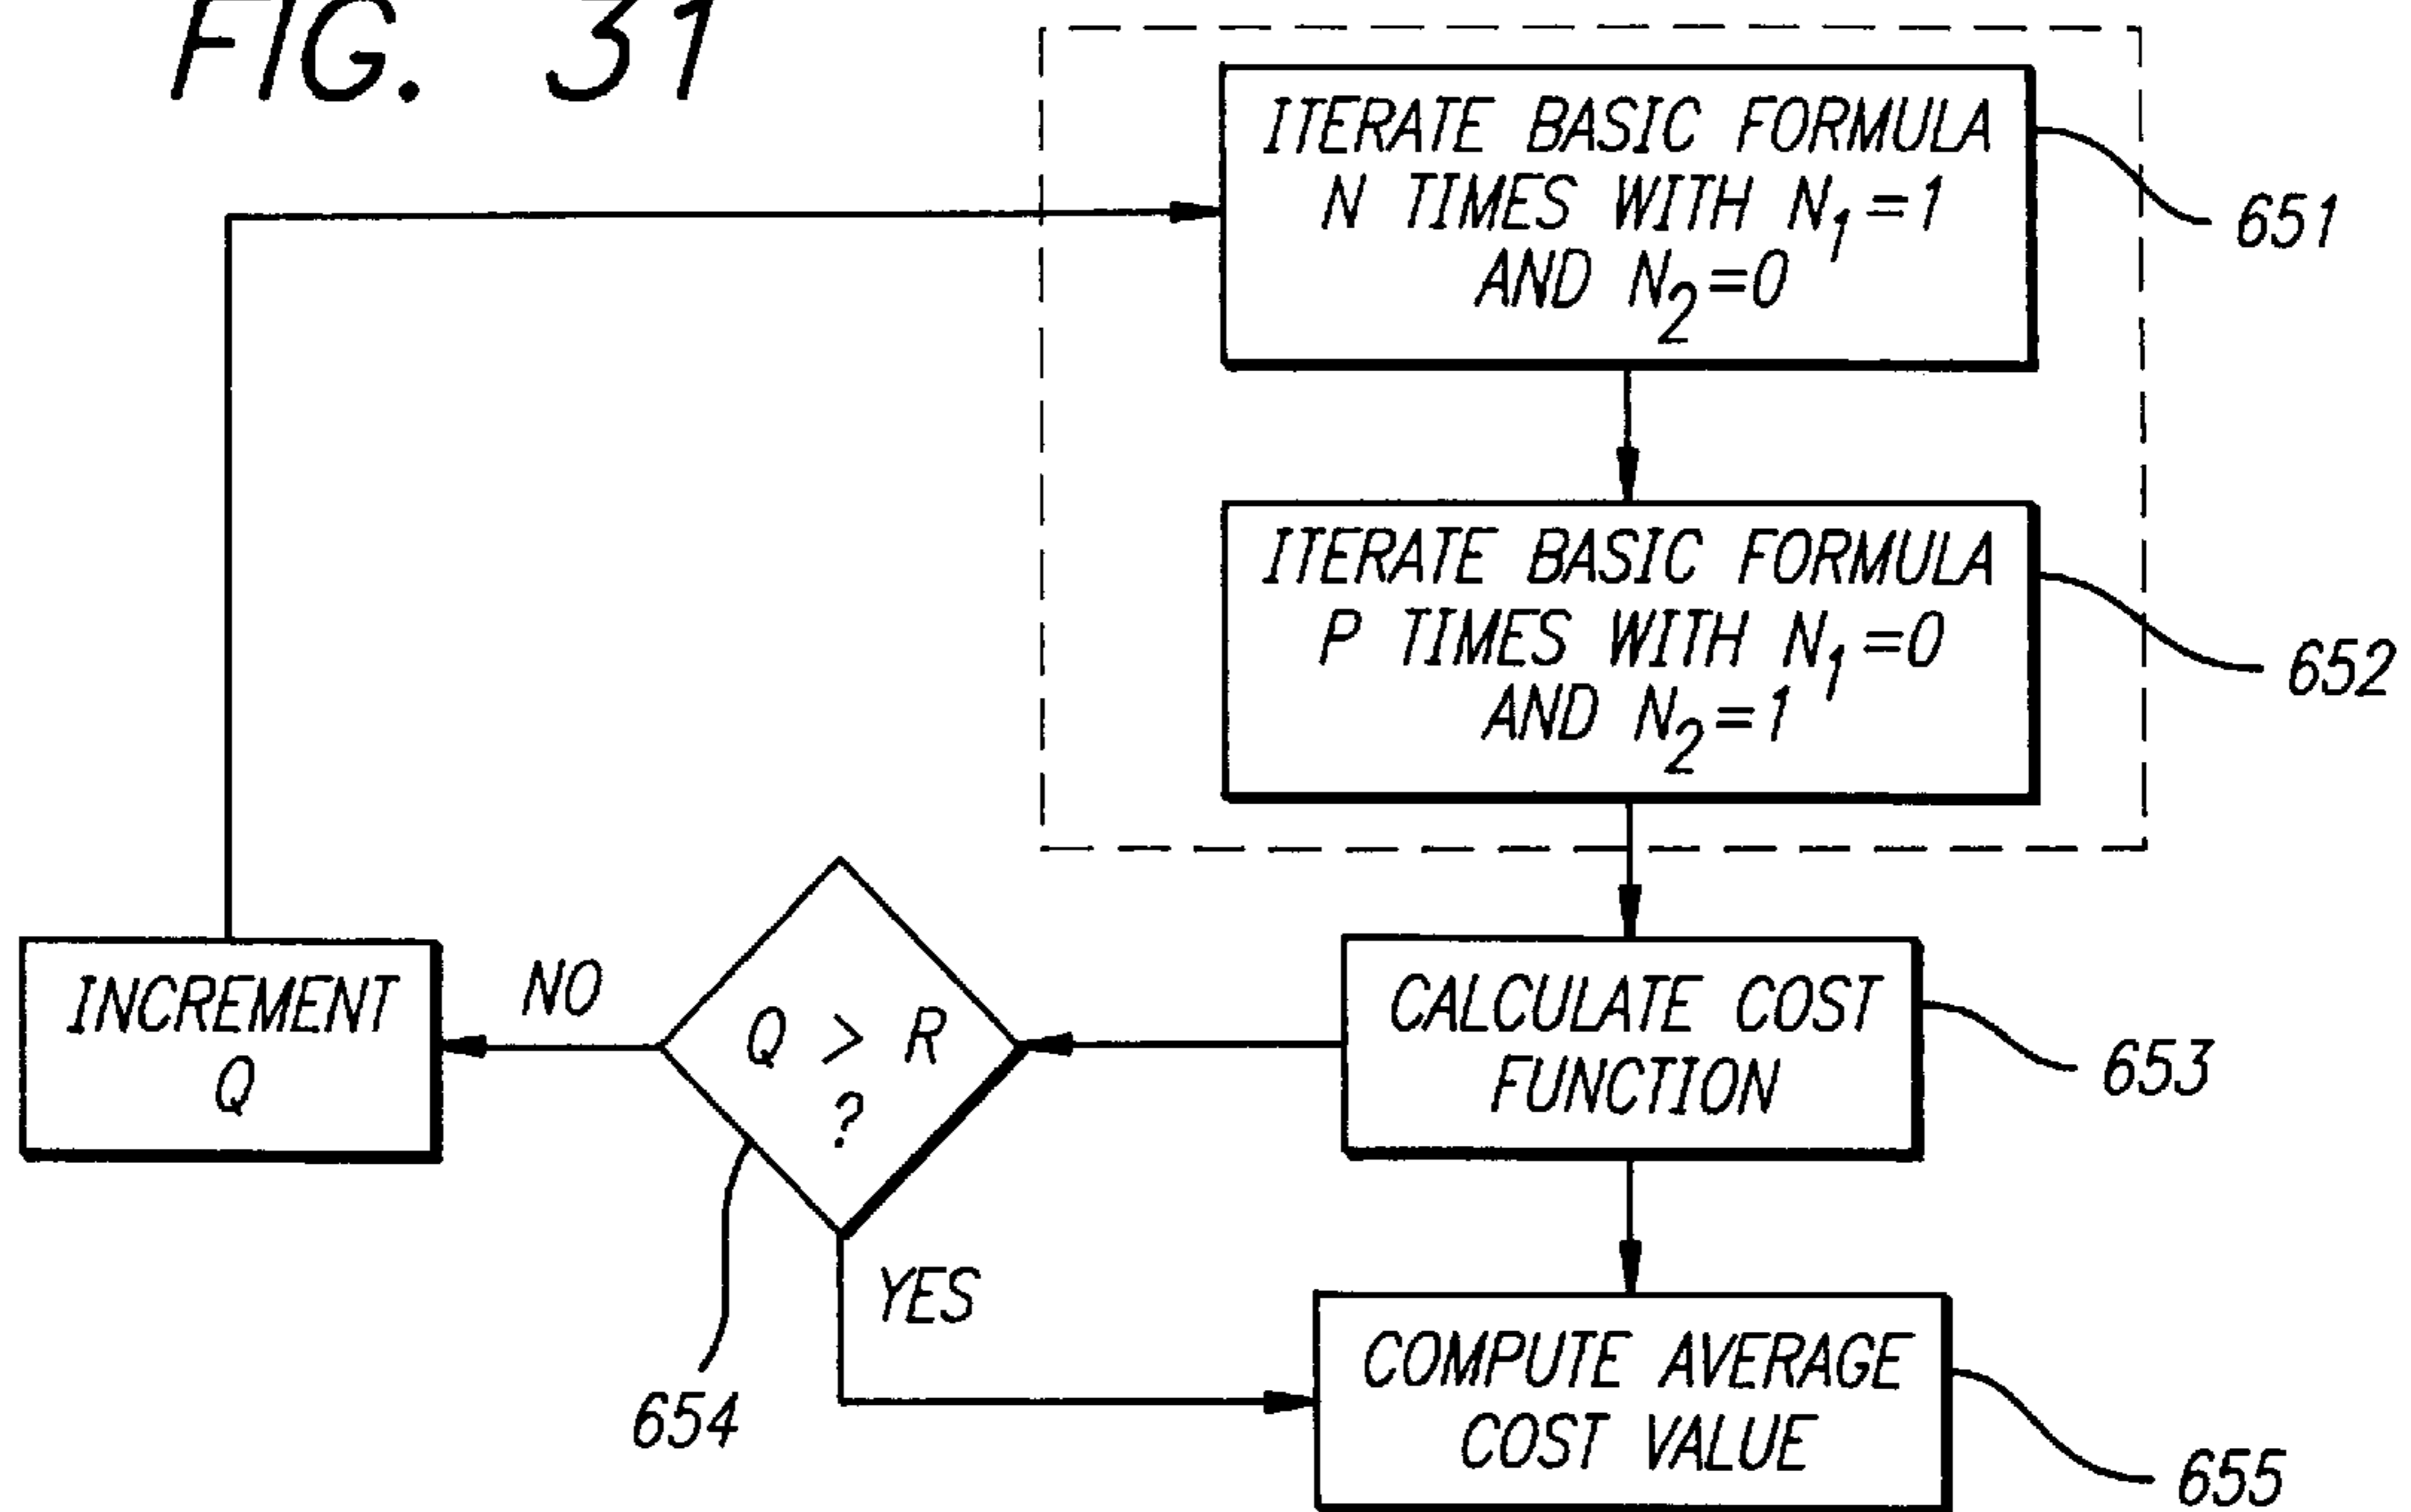 FIG. 31
ITERATE BASIC FORMULA
N TIMES WITH N₁=1
AND N₂=0
651
ITERATE BASIC FORMULA
P TIMES WITH N₁=0
AND N₂=1
652
INCREMENT
Q
NO
Q > R
?
654
YES
CALCULATE COST
FUNCTION
653
COMPUTE AVERAGE
COST VALUE
655